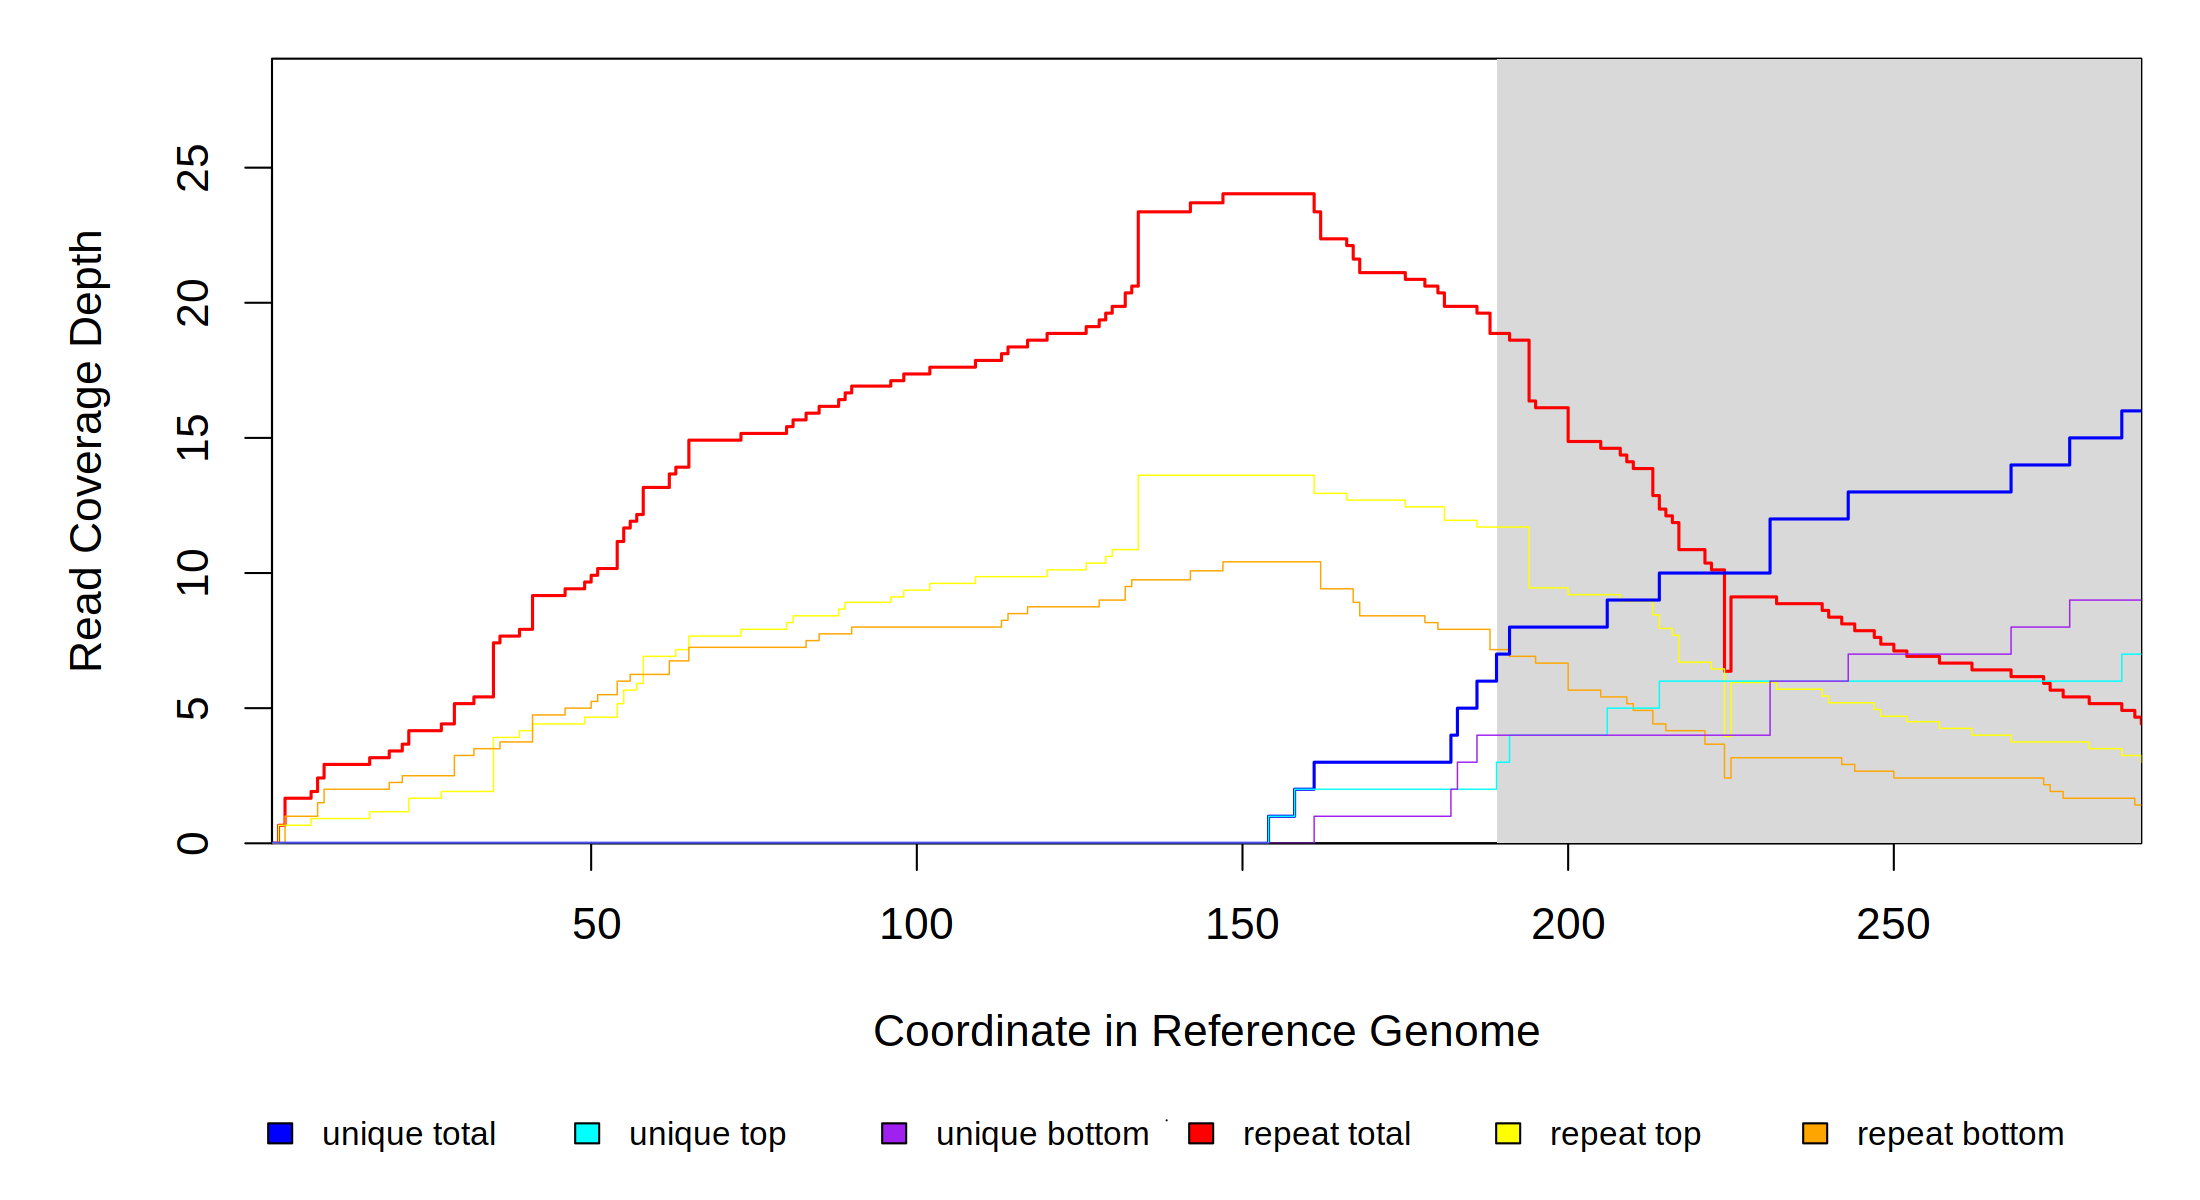 Read Coverage Depth
25
20
15
10
5
0
50 100 150 200 250
Coordinate in Reference Genome
unique total unique top unique bottom repeat total repeat top repeat bottom